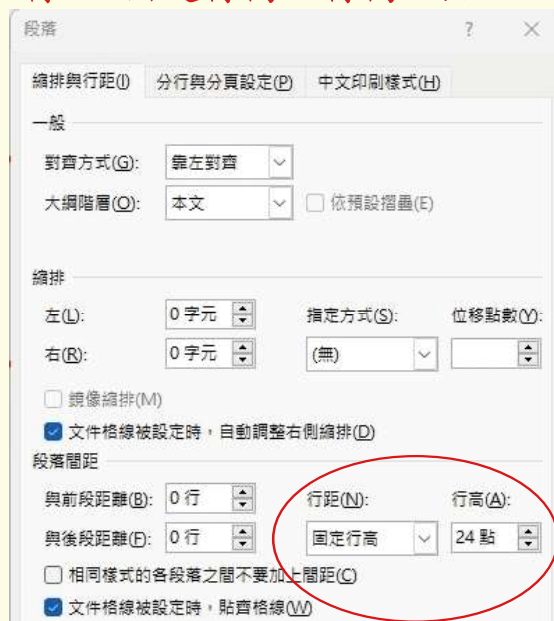 段落 ? ×
縮排與行距(I) 分行與分頁設定(P) 中文印刷樣式(H)
一般
對齊方式(G): 靠左對齊
大綱階層(O): 本文 依預設摺疊(E)
縮排
左(L): 0 字元 指定方式(S): 位移點數(Y):
右(R): 0 字元 (無)
鏡像縮排(M)
文件格線被設定時，自動調整右側縮排(D)
段落間距
與前段距離(B): 0 行 行距(N): 行高(A):
與後段距離(F): 0 行 固定行高 24 點
相同樣式的各段落之間不要加上間距(C)
文件格線被設定時，貼齊格線(W)